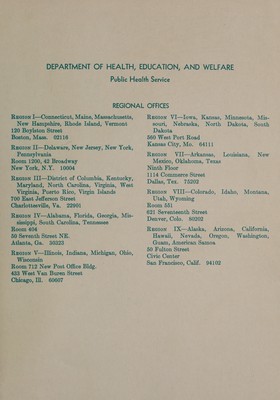 DEPARTMENT OF HEALTH, EDUCATION, AND WELFARE
Public Health Service
REGIONAL OFFICES
REGION I—Connecticut, Maine, Massachusetts,
New Hampshire, Rhode Island, Vermont
120 Boylston Street
Boston, Mass. 02116
REGION II—Delaware, New Jersey, New York,
Pennsylvania
Room 1200, 42 Broadway
New York, N.Y. 10004
REGION III—District of Columbia, Kentucky,
Maryland, North Carolina, Virginia, West
Virginia, Puerto Rico, Virgin Islands
700 East Jefferson Street
Charlottesville, Va. 22901
REGION IV—Alabama, Florida, Georgia, Mis-
sissippi, South Carolina, Tennessee
Room 404
50 Seventh Street NE.
Atlanta, Ga. 30323
REGION V—Illinois, Indiana, Michigan, Ohio,
Wisconsin
Room 712 New Post Office Bldg.
433 West Van Buren Street
Chicago, Ill. 60607
REGION VI—Iowa, Kansas, Minnesota, Mis-
souri, Nebraska, North Dakota, South
Dakota
560 West Port Road
Kansas City, Mo. 64111
REGION VII—Arkansas, Louisiana, New
Mexico, Oklahoma, Texas
Ninth Floor
1114 Commerce Street
Dallas, Tex. 75202
REGION VIII—Colorado, Idaho, Montana,
Utah, Wyoming
Room 551
621 Seventeenth Street
Denver, Colo. 80202
REGION IX—Alaska, Arizona, California,
Hawaii, Nevada, Oregon, Washington,
Guam, American Samoa
50 Fulton Street
Civic Center
San Francisco, Calif. 94102